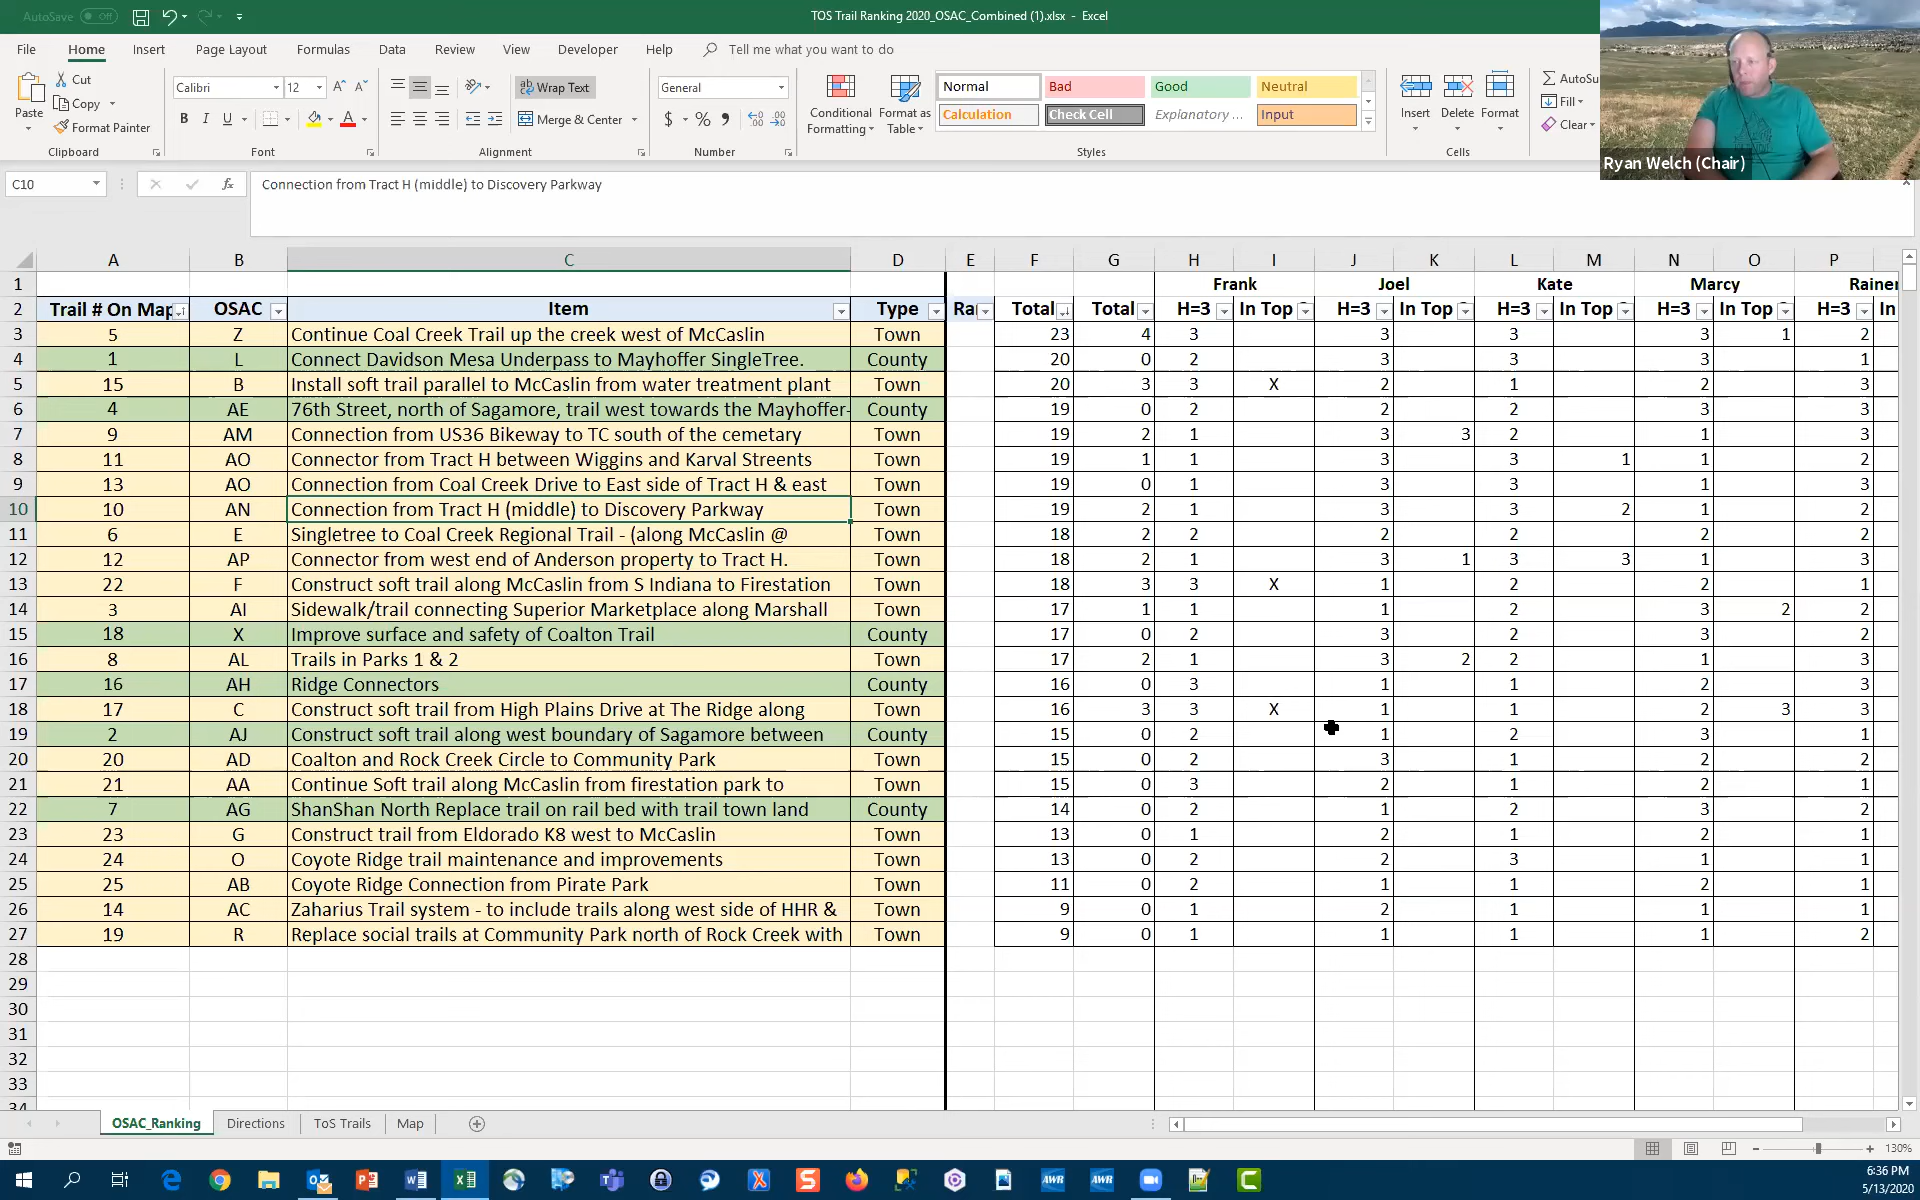 AutoSave Off
TOS Trail Ranking 2020_OSAC_Combined (1).xlsx - Excel
File Home Insert Page Layout Formulas Data Review View Developer Help Tell me what you want to do
Paste Cut Copy Format Painter
Calibri 12 A A B I U A
Wrap Text Merge & Center
General $ % 9
Conditional Formatting Format as Table
Normal Bad Good Neutral
Calculation Check Cell Explanatory ... Input
Insert Delete Format
AutoSu
Fill
Clear
Clipboard Font Alignment Number Styles Cells
Ryan Welch (Chair)
C10 fx Connection from Tract H (middle) to Discovery Parkway
A B C D E F G H I J K L M N O P
1 Frank Joel Kate Marcy Rainer
2 Trail # On Map OSAC Item Type Ra Total Total H=3 In Top H=3 In Top H=3 In Top H=3 In Top H=3 In
3 5 Z Continue Coal Creek Trail up the creek west of McCaslin Town 23 4 3 3 3 3 1 2
4 1 L Connect Davidson Mesa Underpass to Mayhoffer SingleTree. County 20 0 2 3 3 3 1
5 15 B Install soft trail parallel to McCaslin from water treatment plant Town 20 3 3 X 2 1 2 3
6 4 AE 76th Street, north of Sagamore, trail west towards the Mayhoffer- County 19 0 2 2 2 3 3
7 9 AM Connection from US36 Bikeway to TC south of the cemetary Town 19 2 1 3 3 2 1 3
8 11 AO Connector from Tract H between Wiggins and Karval Streents Town 19 1 1 3 3 1 1 2
9 13 AO Connection from Coal Creek Drive to East side of Tract H & east Town 19 0 1 3 3 1 3
10 10 AN Connection from Tract H (middle) to Discovery Parkway Town 19 2 1 3 3 2 1 2
11 6 E Singletree to Coal Creek Regional Trail - (along McCaslin @ Town 18 2 2 2 2 2 2
12 12 AP Connector from west end of Anderson property to Tract H. Town 18 2 1 3 1 3 3 1 3
13 22 F Construct soft trail along McCaslin from S Indiana to Firestation Town 18 3 3 X 1 2 2 1
14 3 AI Sidewalk/trail connecting Superior Marketplace along Marshall Town 17 1 1 1 2 3 2 2
15 18 X Improve surface and safety of Coalton Trail County 17 0 2 3 2 3 2
16 8 AL Trails in Parks 1 & 2 Town 17 2 1 3 2 2 1 3
17 16 AH Ridge Connectors County 16 0 3 1 1 2 3
18 17 C Construct soft trail from High Plains Drive at The Ridge along Town 16 3 3 X 1 1 2 3 3
19 2 AJ Construct soft trail along west boundary of Sagamore between County 15 0 2 1 2 3 1
20 20 AD Coalton and Rock Creek Circle to Community Park Town 15 0 2 3 1 2 2
21 21 AA Continue Soft trail along McCaslin from firestation park to Town 15 0 3 2 1 2 1
22 7 AG ShanShan North Replace trail on rail bed with trail town land County 14 0 2 1 2 3 2
23 23 G Construct trail from Eldorado K8 west to McCaslin Town 13 0 1 2 1 2 1
24 24 O Coyote Ridge trail maintenance and improvements Town 13 0 2 2 3 1 1
25 25 AB Coyote Ridge Connection from Pirate Park Town 11 0 2 1 1 2 1
26 14 AC Zaharius Trail system - to include trails along west side of HHR & Town 9 0 1 2 1 1 1
27 19 R Replace social trails at Community Park north of Rock Creek with Town 9 0 1 1 1 1 2
28
29
30
31
32
33
34
OSAC_Ranking Directions ToS Trails Map
130%
6:36 PM
5/13/2020